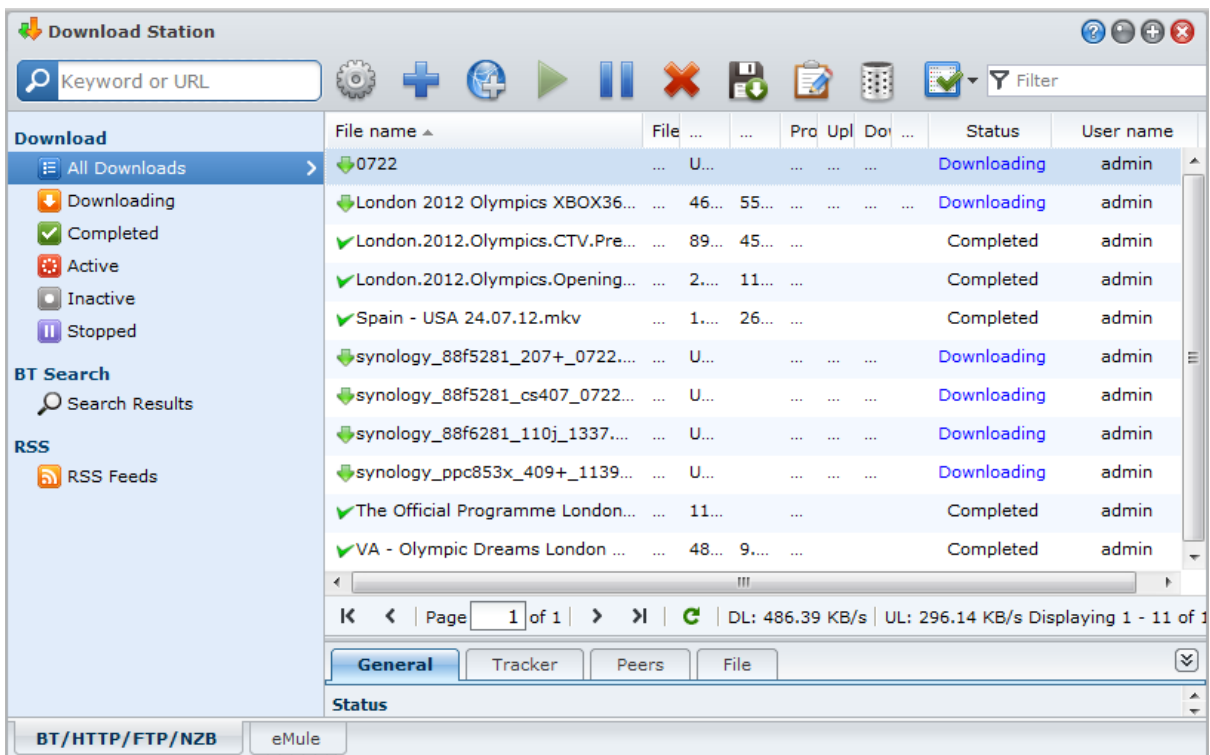 Download Station
Keyword or URL
Filter
Download
All Downloads
Downloading
Completed
Active
Inactive
Stopped
BT Search
Search Results
RSS
RSS Feeds
File name File ... ... Pro Upl Dow ... Status User name
0722 ... U... ... ... ... Downloading admin
London 2012 Olympics XBOX36... ... 46... 55... ... ... ... ... Downloading admin
London.2012.Olympics.CTV.Pre... ... 89... 45... ... Completed admin
London.2012.Olympics.Opening... ... 2.... 11... ... Completed admin
Spain - USA 24.07.12.mkv ... 1.... 26... ... Completed admin
synology_88f5281_207+_0722.... ... U... ... ... ... Downloading admin
synology_88f5281_cs407_0722... ... U... ... ... ... Downloading admin
synology_88f6281_110j_1337.... ... U... ... ... ... Downloading admin
synology_ppc853x_409+_1139... ... U... ... ... ... Downloading admin
The Official Programme London... ... 11... ... Completed admin
VA - Olympic Dreams London ... ... 48... 9.... ... Completed admin
Page 1 of 1 DL: 486.39 KB/s UL: 296.14 KB/s Displaying 1 - 11 of 1
General Tracker Peers File
Status
BT/HTTP/FTP/NZB eMule